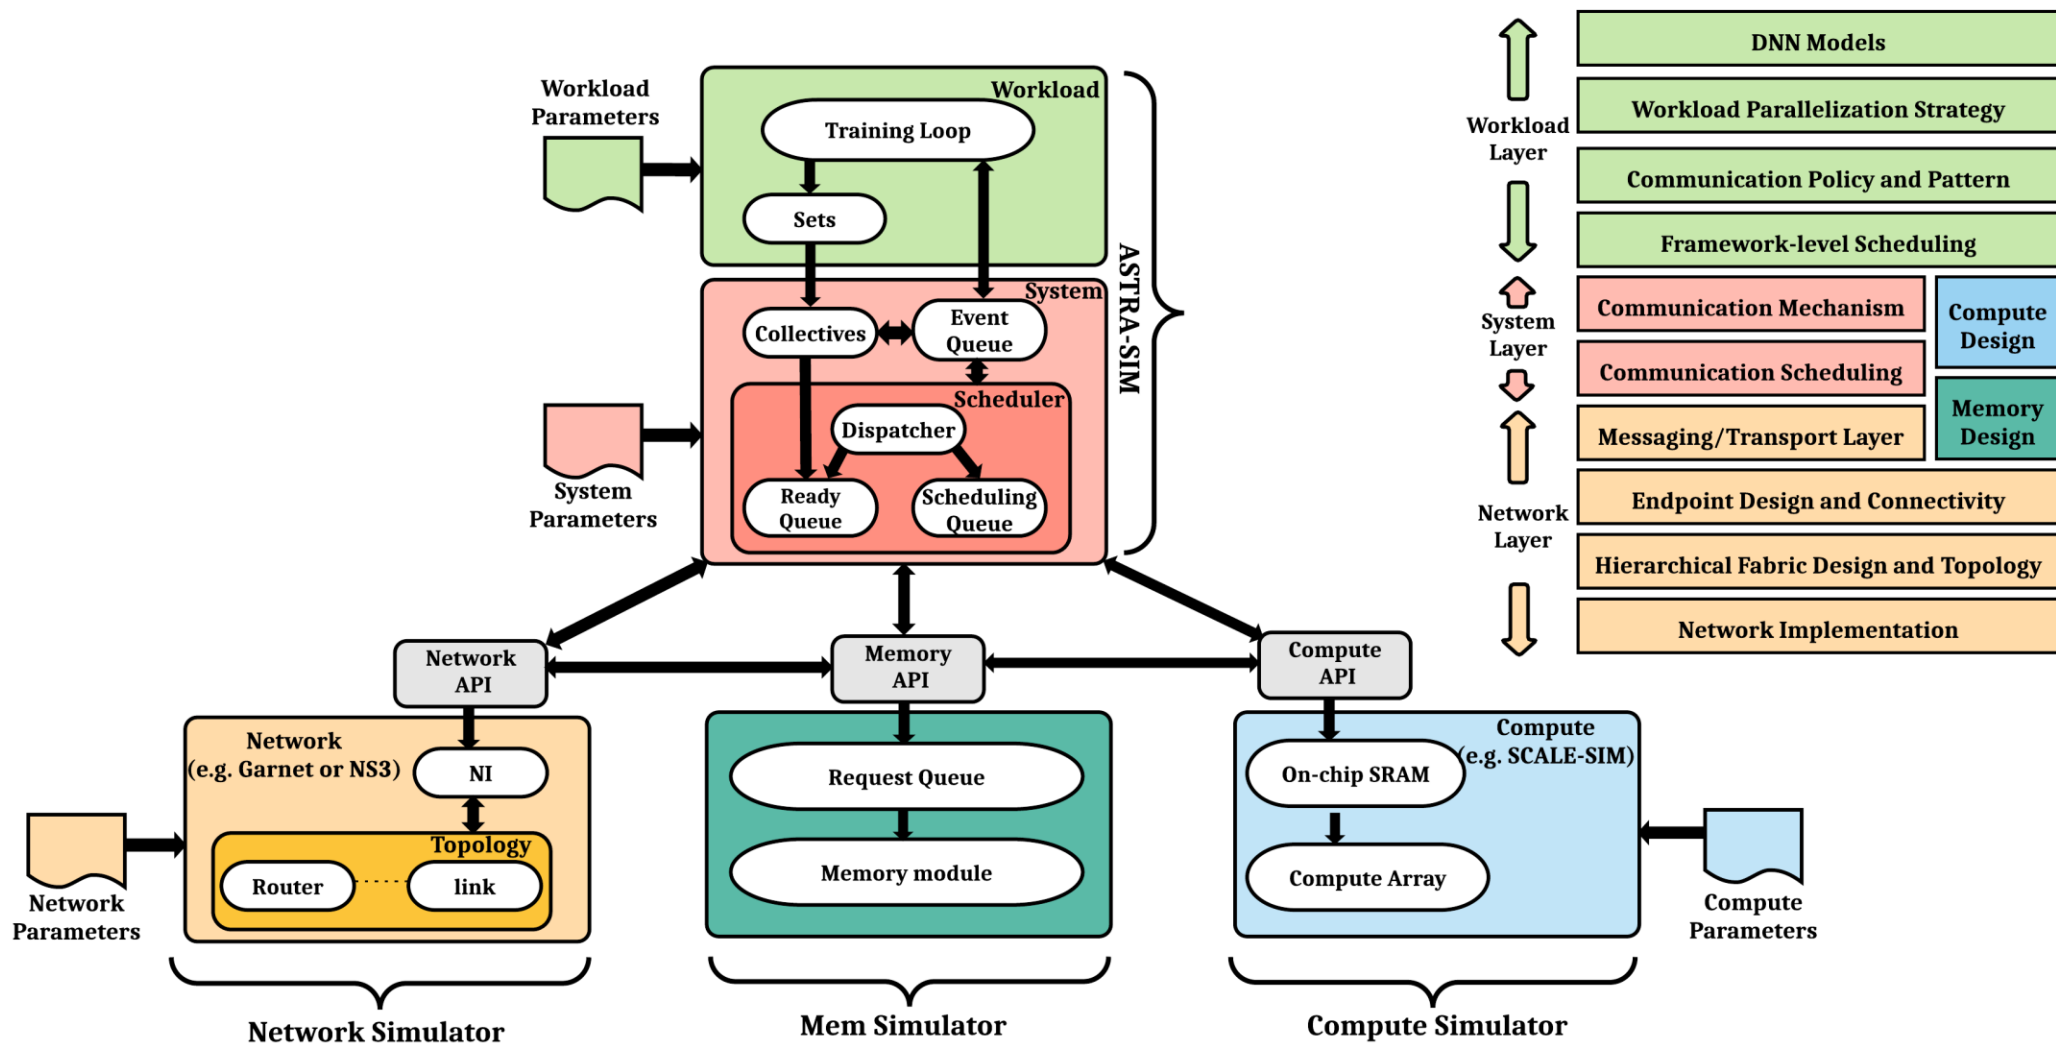 Workload
Parameters
Workload
Training Loop
Sets
System
Collectives
Event
Queue
Scheduler
Dispatcher
Ready
Queue
Scheduling
Queue
System
Parameters
ASTRA-SIM
Network
API
Memory
API
Compute
API
Network
(e.g. Garnet or NS3)
NI
Topology
Router
link
Network
Parameters
Request Queue
Memory module
Compute
(e.g. SCALE-SIM)
On-chip SRAM
Compute Array
Compute
Parameters
Network Simulator
Mem Simulator
Compute Simulator
Workload
Layer
System
Layer
Network
Layer
DNN Models
Workload Parallelization Strategy
Communication Policy and Pattern
Framework-level Scheduling
Communication Mechanism
Compute
Design
Communication Scheduling
Memory
Design
Messaging/Transport Layer
Endpoint Design and Connectivity
Hierarchical Fabric Design and Topology
Network Implementation